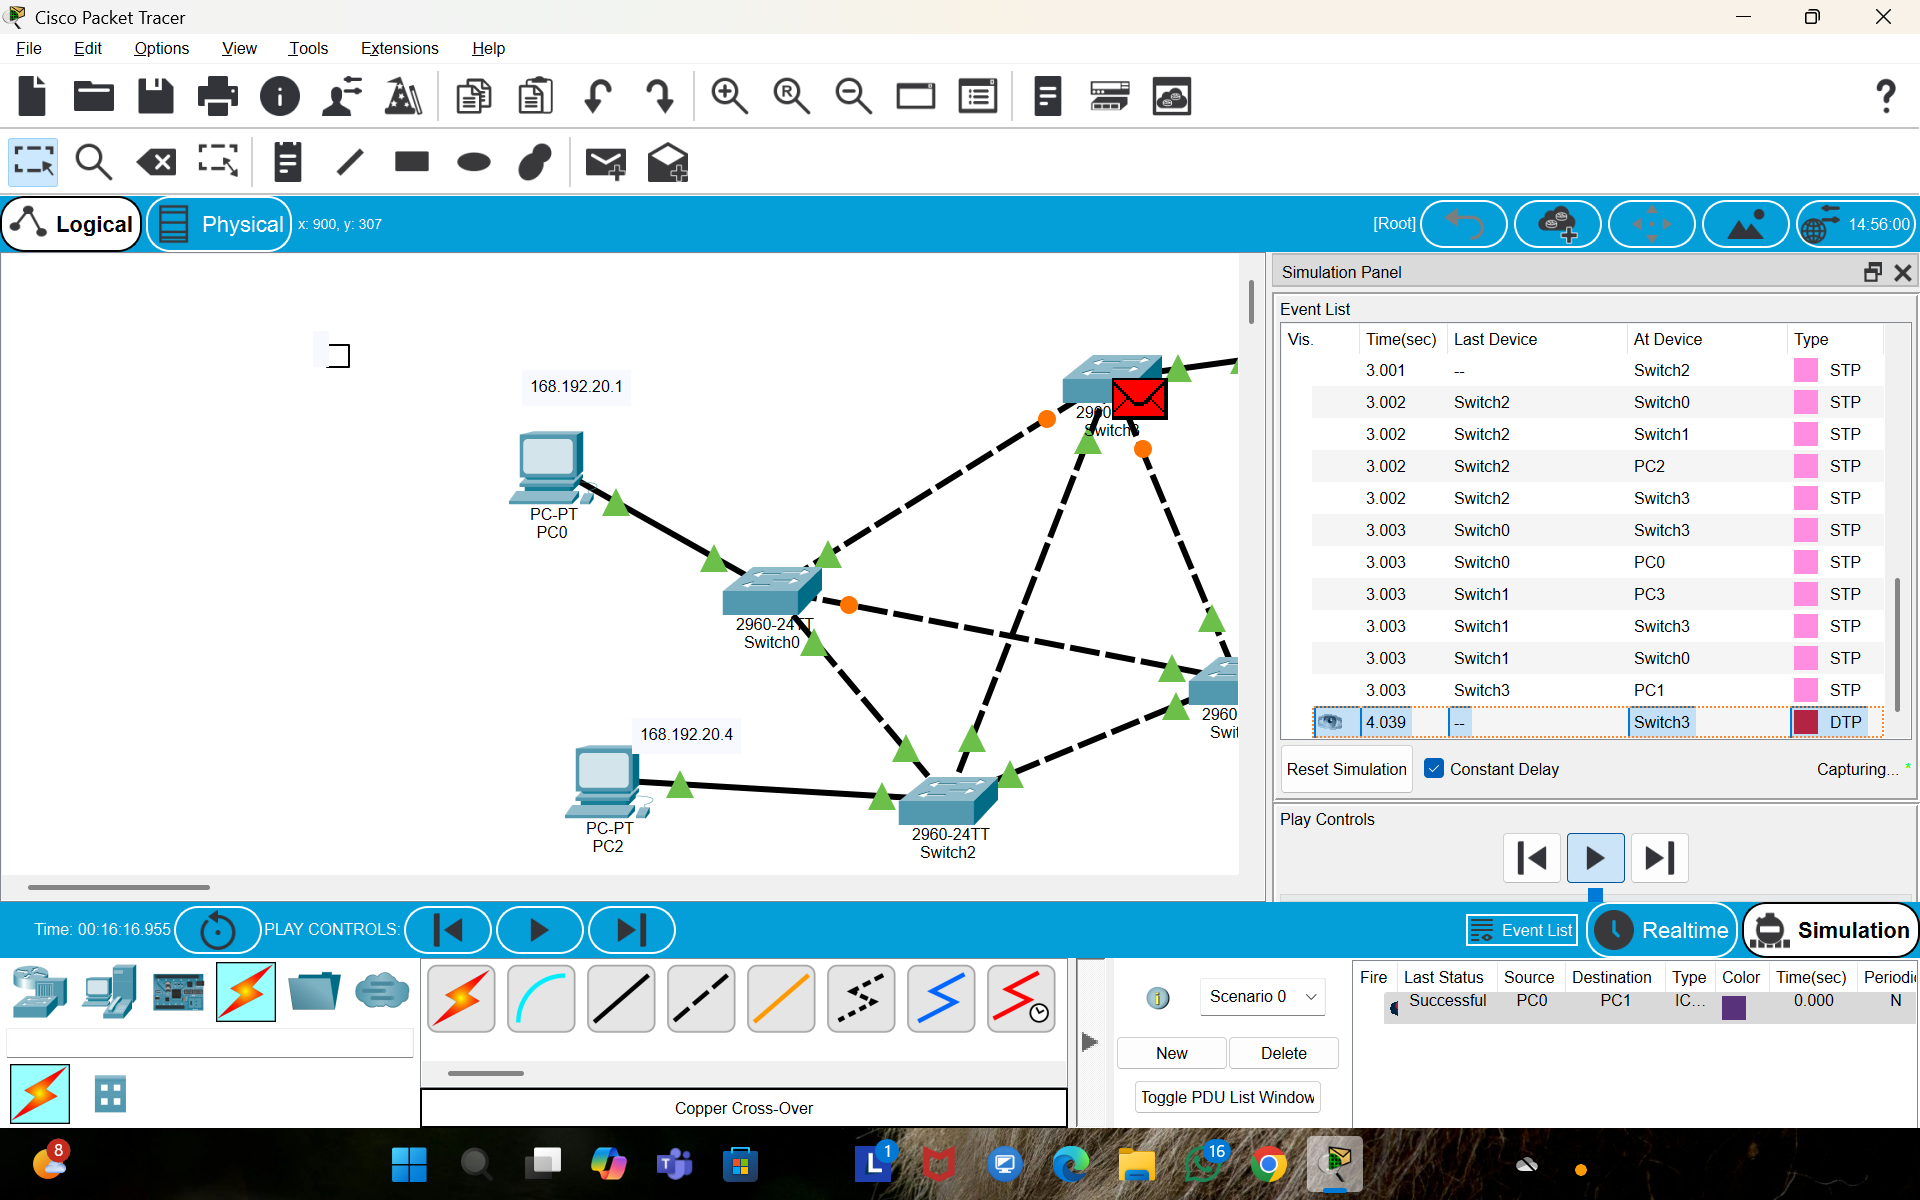 Cisco Packet Tracer
File Edit Options View Tools Extensions Help
Logical Physical x: 900, y: 307 [Root] 14:56:00
Simulation Panel
Event List
Vis. Time(sec) Last Device At Device Type
3.001 -- Switch2 STP
3.002 Switch2 Switch0 STP
3.002 Switch2 Switch1 STP
3.002 Switch2 PC2 STP
3.002 Switch2 Switch3 STP
3.003 Switch0 Switch3 STP
3.003 Switch0 PC0 STP
3.003 Switch1 PC3 STP
3.003 Switch1 Switch3 STP
3.003 Switch1 Switch0 STP
3.003 Switch3 PC1 STP
4.039 -- Switch3 DTP
Reset Simulation Constant Delay Capturing... *
Play Controls
168.192.20.1
PC-PT
PC0
2960-24TT
Switch0
Switch3
2960
168.192.20.4
PC-PT
PC2
2960-24TT
Switch2
Time: 00:16:16.955 PLAY CONTROLS: Event List Realtime Simulation
Copper Cross-Over
Scenario 0
New Delete
Toggle PDU List Window
Fire Last Status Source Destination Type Color Time(sec) Periodic
Successful PC0 PC1 IC... 0.000 N
8
L 1
16